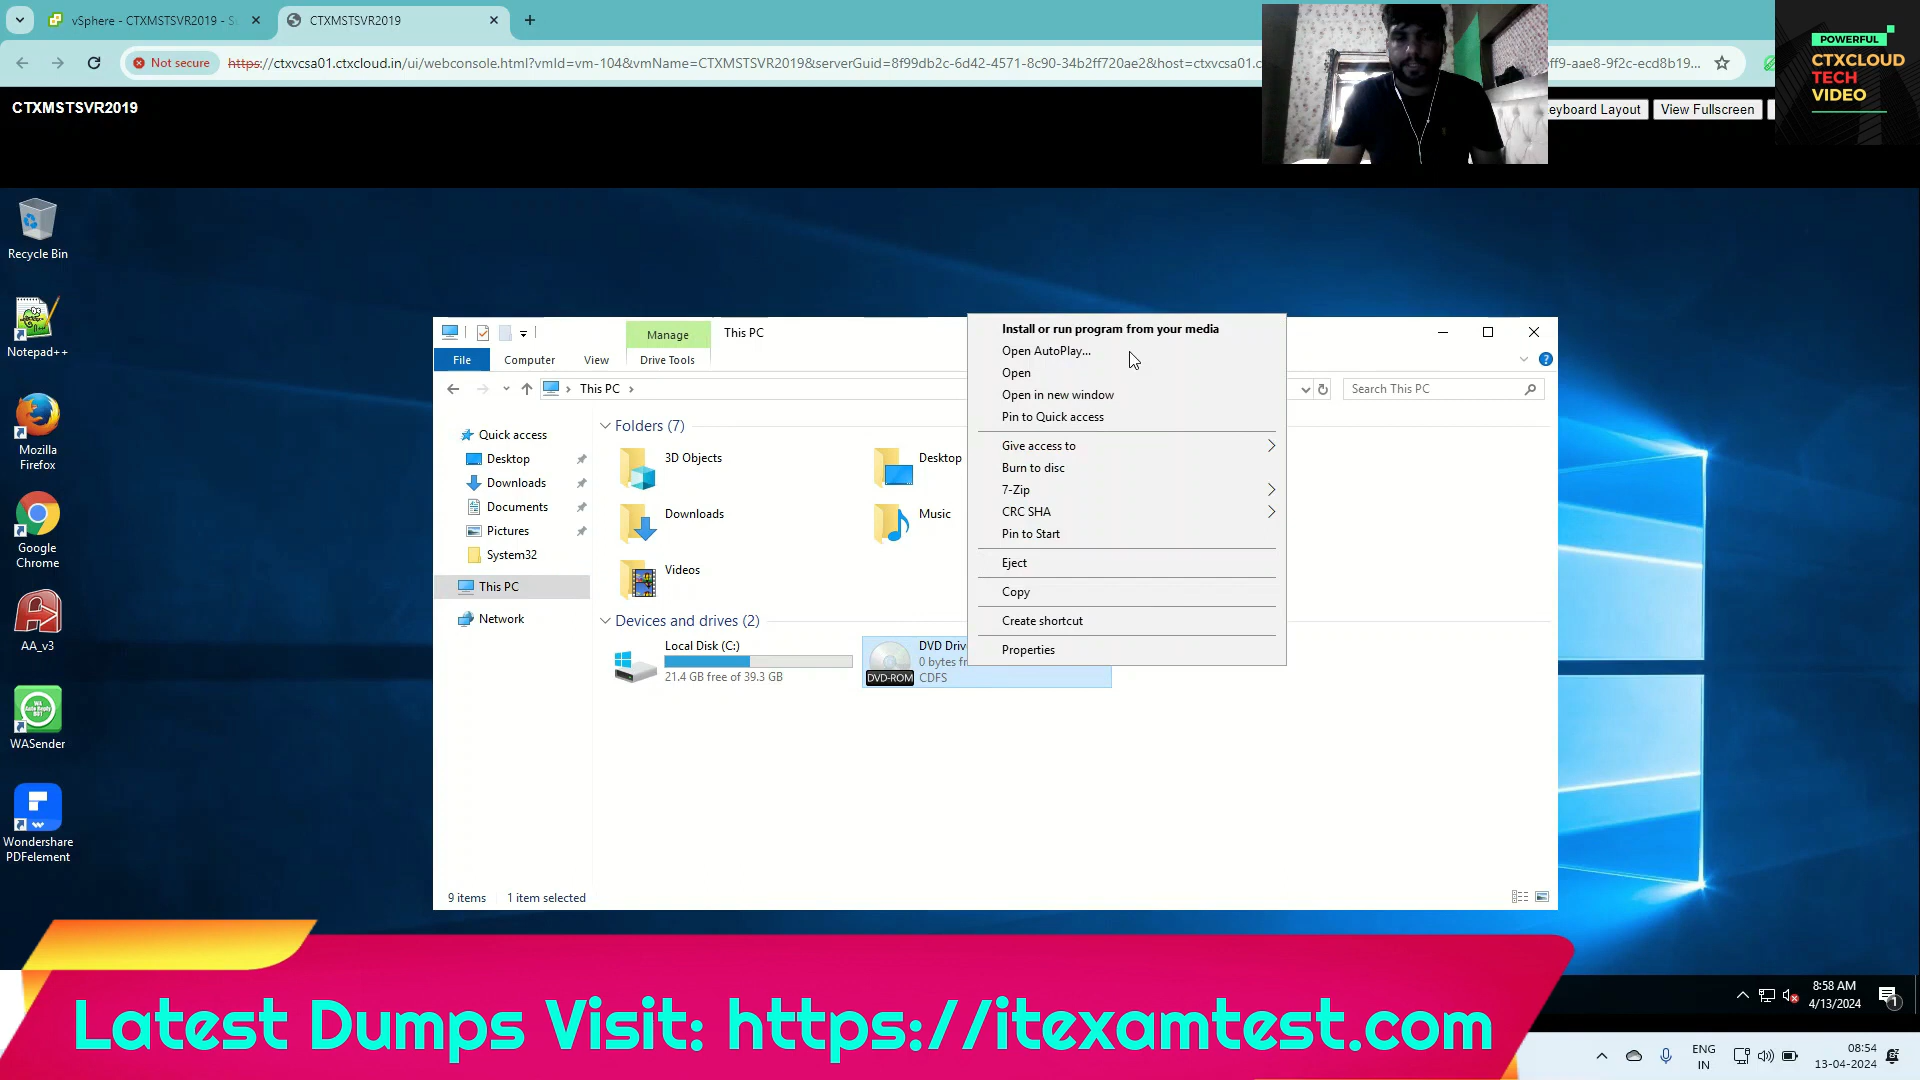 vSphere - CTXMSTSVR2019 - Su
CTXMSTSVR2019
Not secure
https://ctxvcsa01.ctxcloud.in/ui/webconsole.html?vmId=vm-104&vmName=CTXMSTSVR2019&serverGuid=8f99db2c-6d42-4571-8c90-34b2ff720ae2&host=ctxvcsa01.c
ff9-aae8-9f2c-ecd8b19...
POWERFUL
CTXCLOUD
TECH
VIDEO
CTXMSTSVR2019
eyboard Layout
View Fullscreen
Recycle Bin
Notepad++
Mozilla
Firefox
Google
Chrome
AA_v3
WASender
Wondershare
PDFelement
Manage
This PC
File
Computer
View
Drive Tools
This PC
Search This PC
Quick access
Desktop
Downloads
Documents
Pictures
System32
This PC
Network
Folders (7)
3D Objects
Desktop
Downloads
Music
Videos
Devices and drives (2)
Local Disk (C:)
21.4 GB free of 39.3 GB
DVD Driv
0 bytes fr
CDFS
DVD-ROM
Install or run program from your media
Open AutoPlay...
Open
Open in new window
Pin to Quick access
Give access to
Burn to disc
7-Zip
CRC SHA
Pin to Start
Eject
Copy
Create shortcut
Properties
9 items
1 item selected
8:58 AM
4/13/2024
1
Latest Dumps Visit: https://itexamtest.com
ENG
IN
08:54
13-04-2024